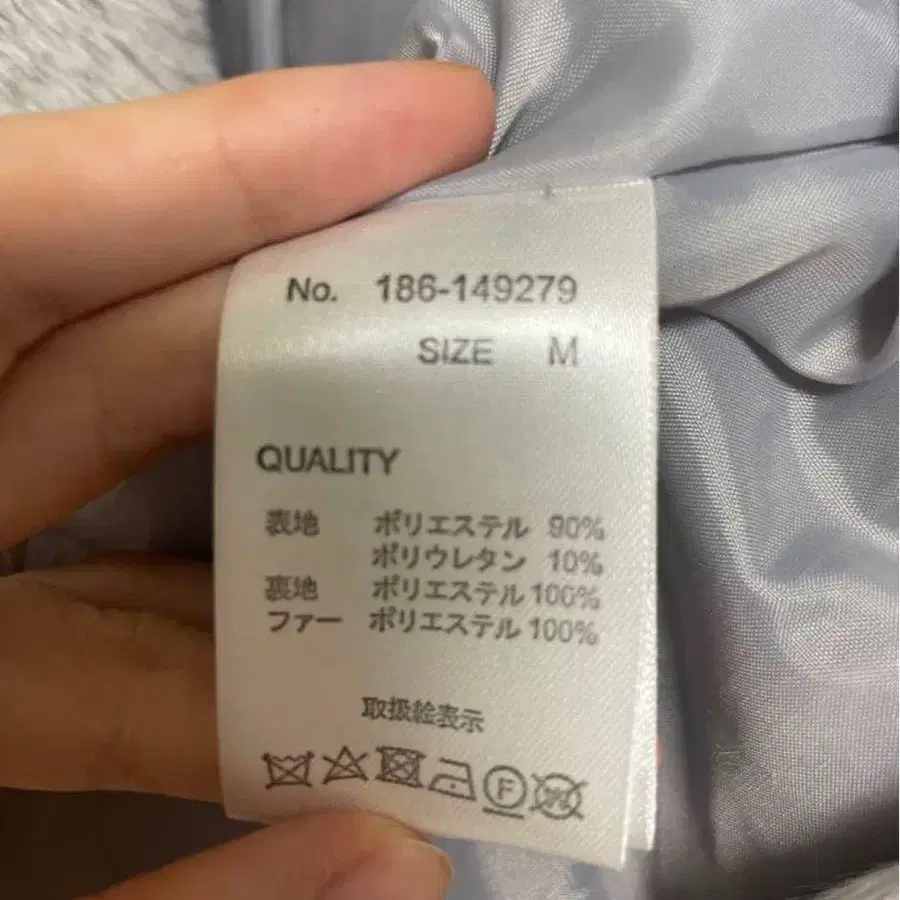 No. 186-149279
SIZE M
QUALITY
表地 ポリエステル 90%
ポリウレタン 10%
裏地 ポリエステル 100%
ファー ポリエステル 100%
取扱絵表示
F W